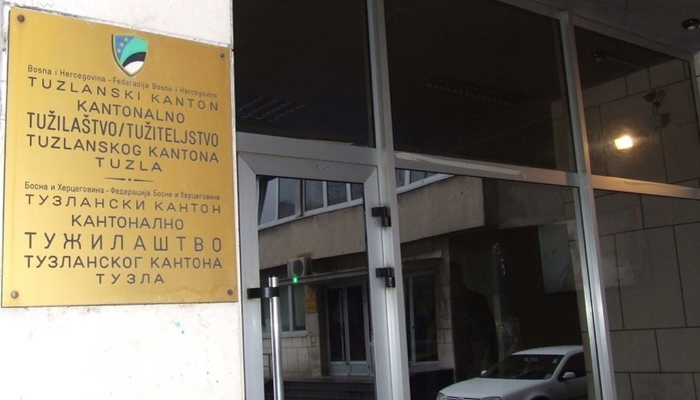 Bosna i Hercegovina - Federacija Bosne i Hercegovine
TUZLANSKI KANTON
KANTONALNO
TUŽILAŠTVO/TUŽITELJSTVO
TUZLANSKOG KANTONA
TUZLA
Босна и Херцеговина - Федерација Босне и Херцеговине
ТУЗЛАНСКИ КАНТОН
КАНТОНАЛНО
ТУЖИЛАШТВО
ТУЗЛАНСКОГ КАНТОНА
ТУЗЛА